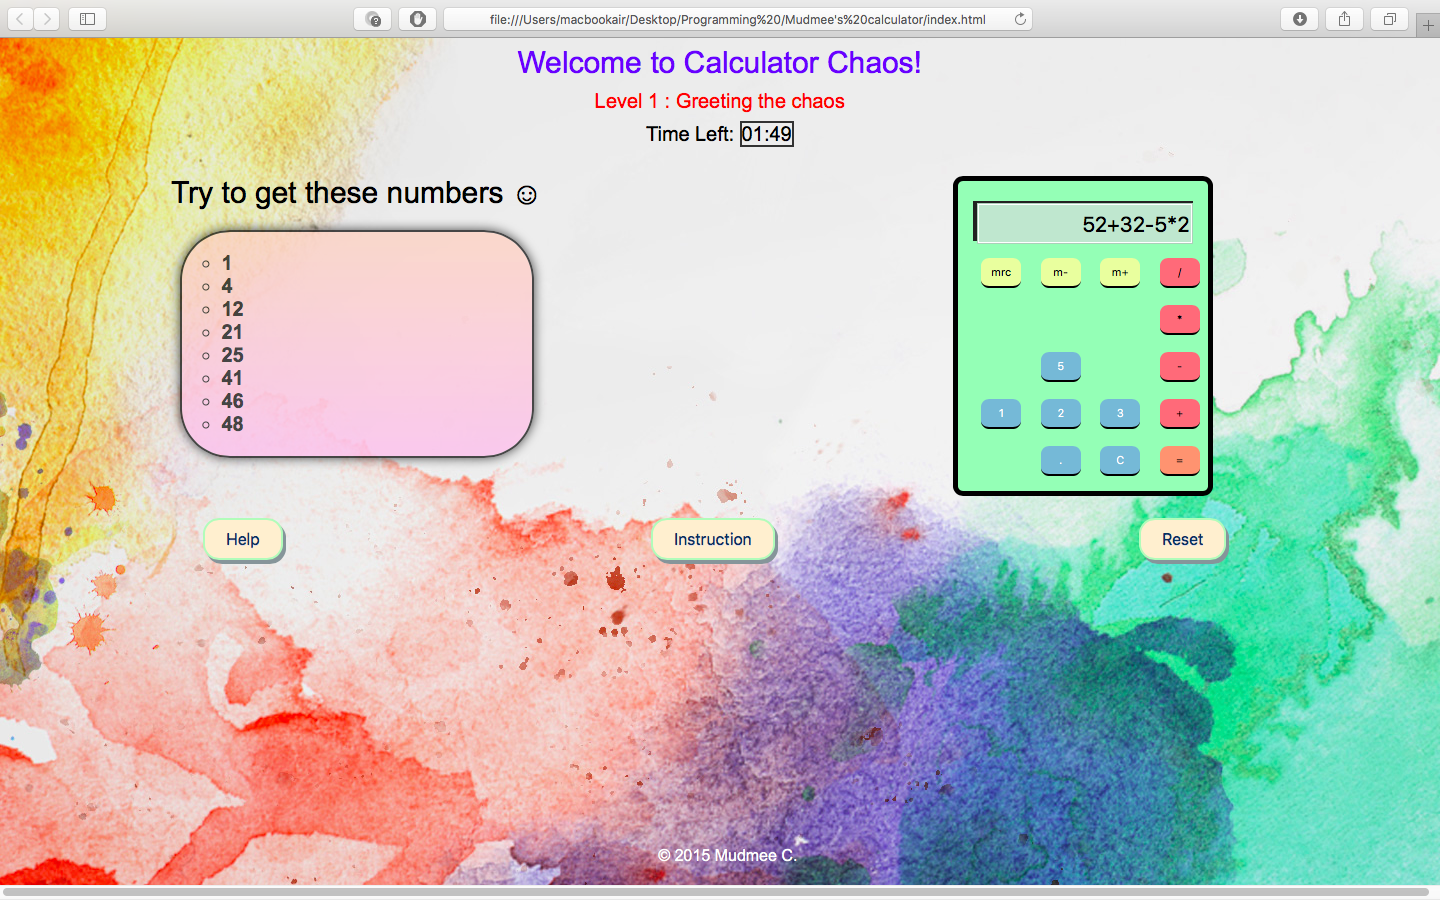 file:///Users/macbookair/Desktop/Programming%20/Mudmee's%20calculator/index.html
Welcome to Calculator Chaos!
Level 1 : Greeting the chaos
Time Left: 01:49
Try to get these numbers ☺
1
4
12
21
25
41
46
48
52+32-5*2
mrc m- m+ /
*
5 -
1 2 3 +
. C =
Help Instruction Reset
© 2015 Mudmee C.